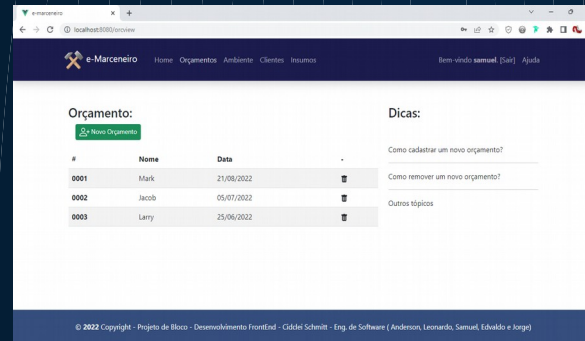 e-marceneiro
localhost:8080/orcview
e-Marceneiro
Home Orçamentos Ambiente Clientes Insumos
Bem-vindo samuel. [Sair] Ajuda
Orçamento:
Novo Orçamento
# Nome Data -
0001 Mark 21/08/2022
0002 Jacob 05/07/2022
0003 Larry 25/06/2022
Dicas:
Como cadastrar um novo orçamento?
Como remover um novo orçamento?
Outros tópicos
© 2022 Copyright - Projeto de Bloco - Desenvolvimento FrontEnd - Ciddei Schmitt - Eng. de Software ( Anderson, Leonardo, Samuel, Edvaldo e Jorge)